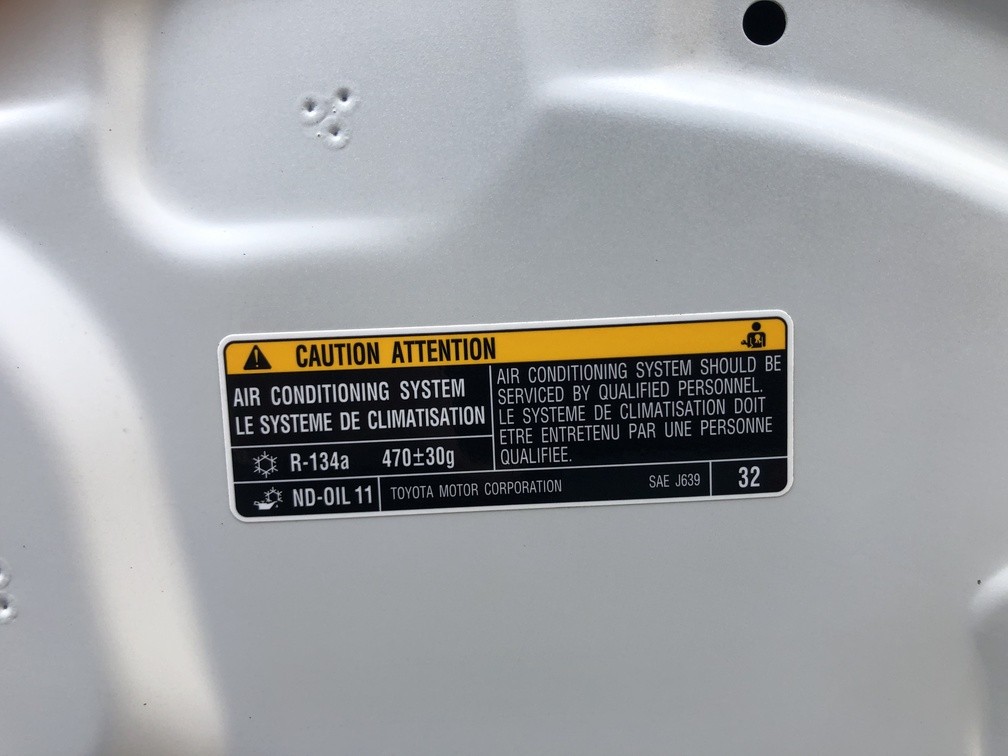 CAUTION ATTENTION
AIR CONDITIONING SYSTEM
LE SYSTEME DE CLIMATISATION
R-134a 470±30g
AIR CONDITIONING SYSTEM SHOULD BE
SERVICED BY QUALIFIED PERSONNEL.
LE SYSTEME DE CLIMATISATION DOIT
ETRE ENTRETENU PAR UNE PERSONNE
QUALIFIEE.
ND-OIL 11 TOYOTA MOTOR CORPORATION SAE J639 32